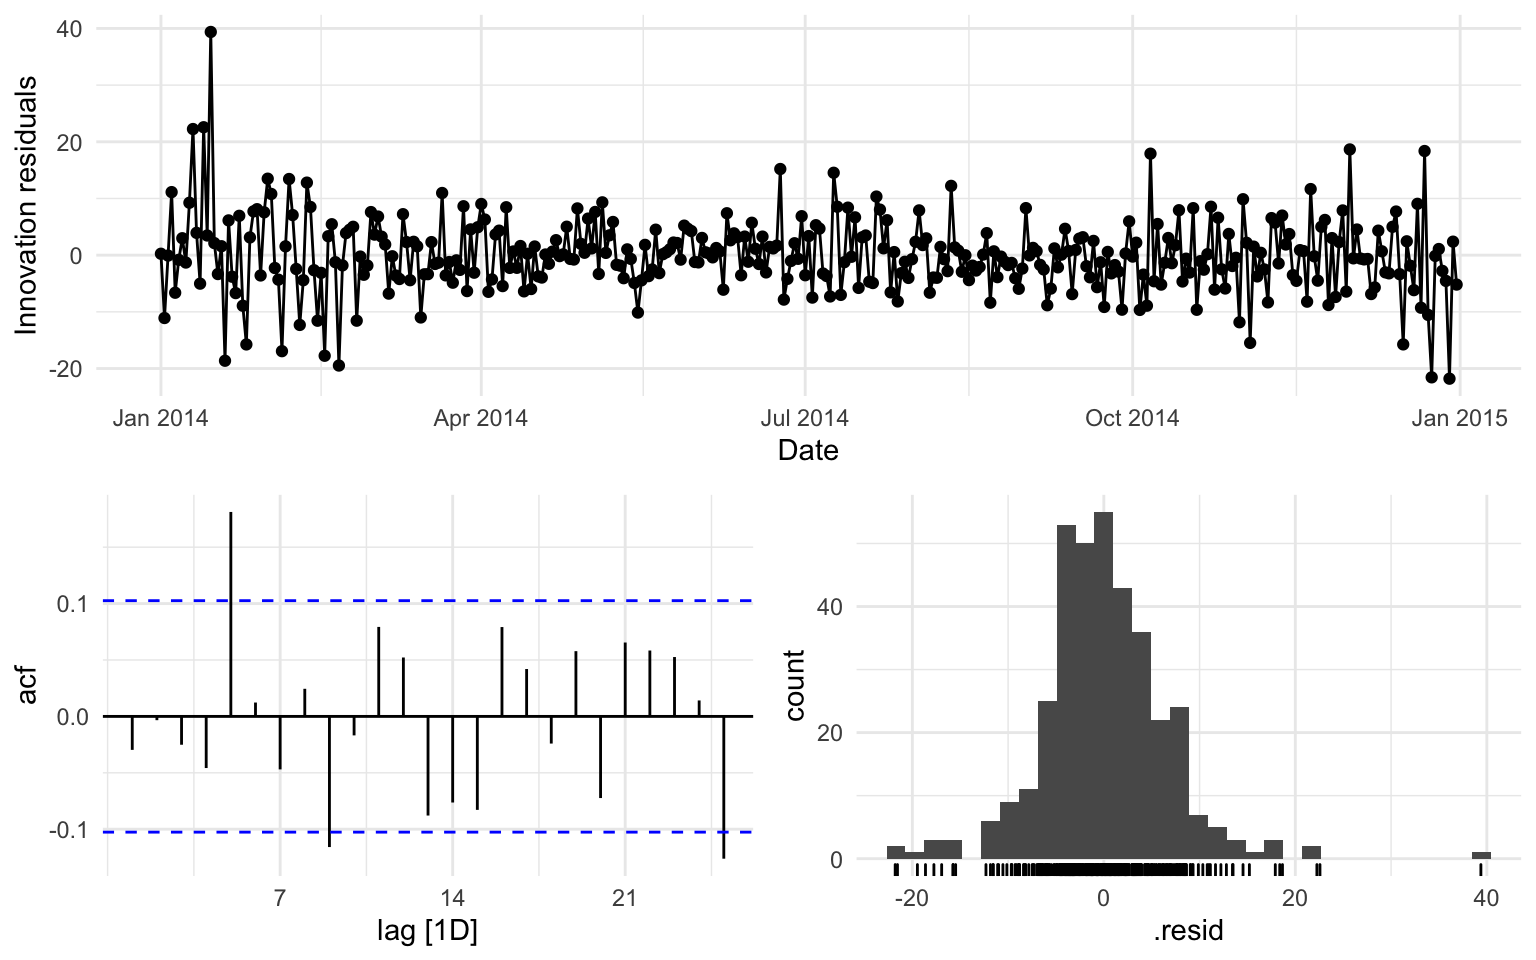 Innovation residuals
40
20
0
-20
Jan 2014 Apr 2014 Jul 2014 Oct 2014 Jan 2015
Date
acf
0.1
0.0
-0.1
7 14 21
lag [1D]
count
40
20
0
-20 0 20 40
.resid